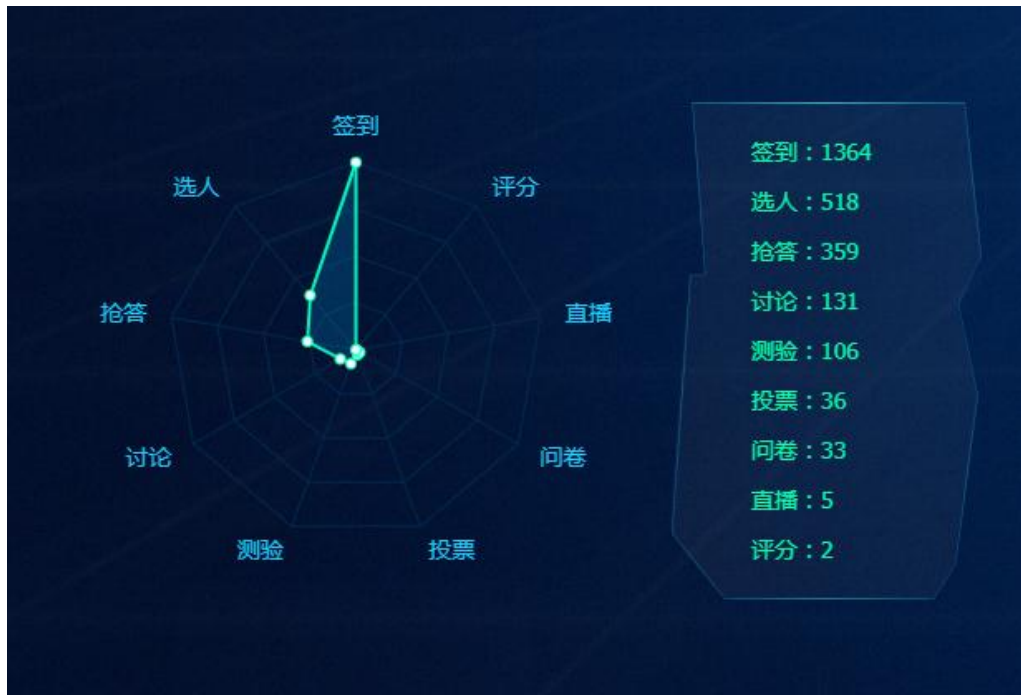 签到
选人
评分
抢答
直播
讨论
问卷
测验
投票
签到：1364
选人：518
抢答：359
讨论：131
测验：106
投票：36
问卷：33
直播：5
评分：2